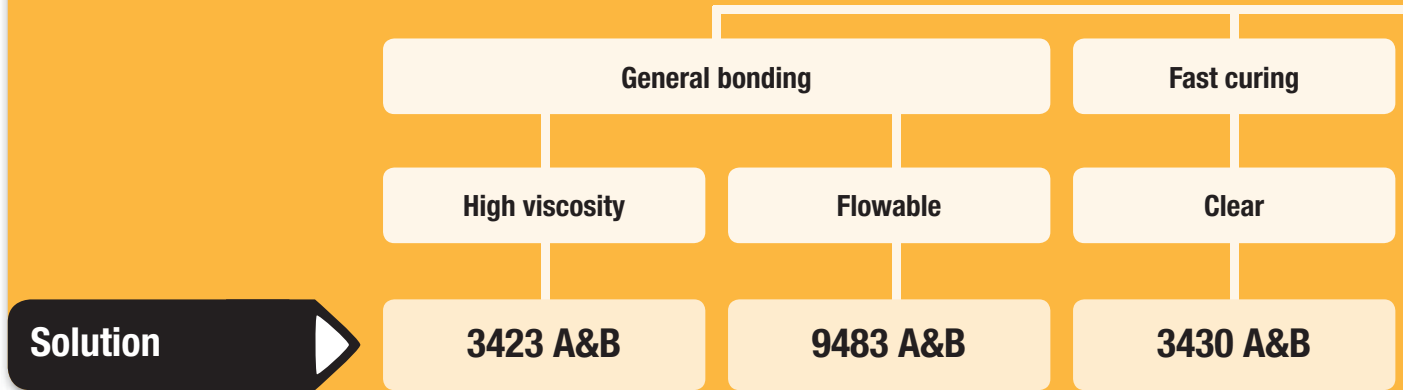 General bonding
Fast curing
High viscosity
Flowable
Clear
Solution
3423 A&B
9483 A&B
3430 A&B